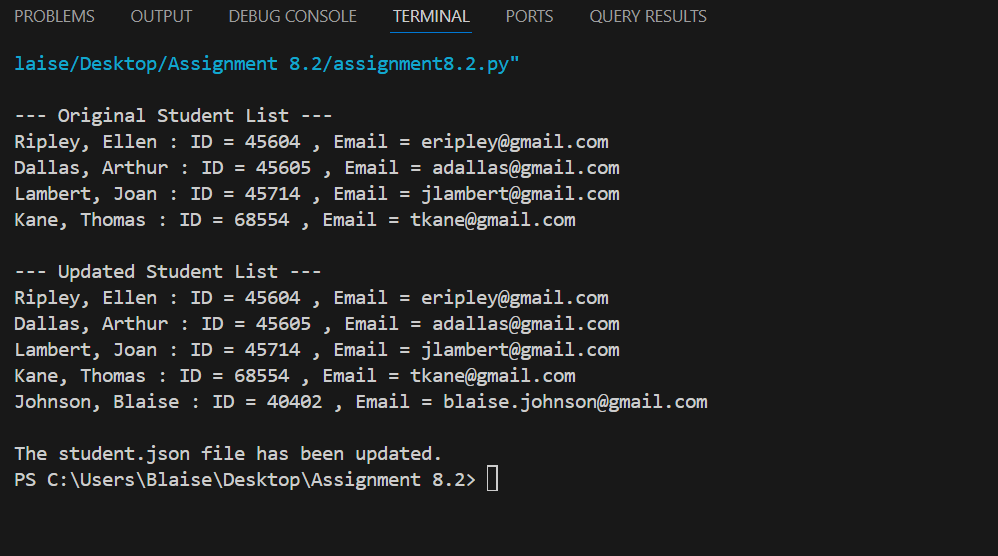 PROBLEMS OUTPUT DEBUG CONSOLE TERMINAL PORTS QUERY RESULTS
laise/Desktop/Assignment 8.2/assignment8.2.py"
--- Original Student List ---
Ripley, Ellen : ID = 45604 , Email = eripley@gmail.com
Dallas, Arthur : ID = 45605 , Email = adallas@gmail.com
Lambert, Joan : ID = 45714 , Email = jlambert@gmail.com
Kane, Thomas : ID = 68554 , Email = tkane@gmail.com
--- Updated Student List ---
Ripley, Ellen : ID = 45604 , Email = eripley@gmail.com
Dallas, Arthur : ID = 45605 , Email = adallas@gmail.com
Lambert, Joan : ID = 45714 , Email = jlambert@gmail.com
Kane, Thomas : ID = 68554 , Email = tkane@gmail.com
Johnson, Blaise : ID = 40402 , Email = blaise.johnson@gmail.com
The student.json file has been updated.
PS C:\Users\Blaise\Desktop\Assignment 8.2>